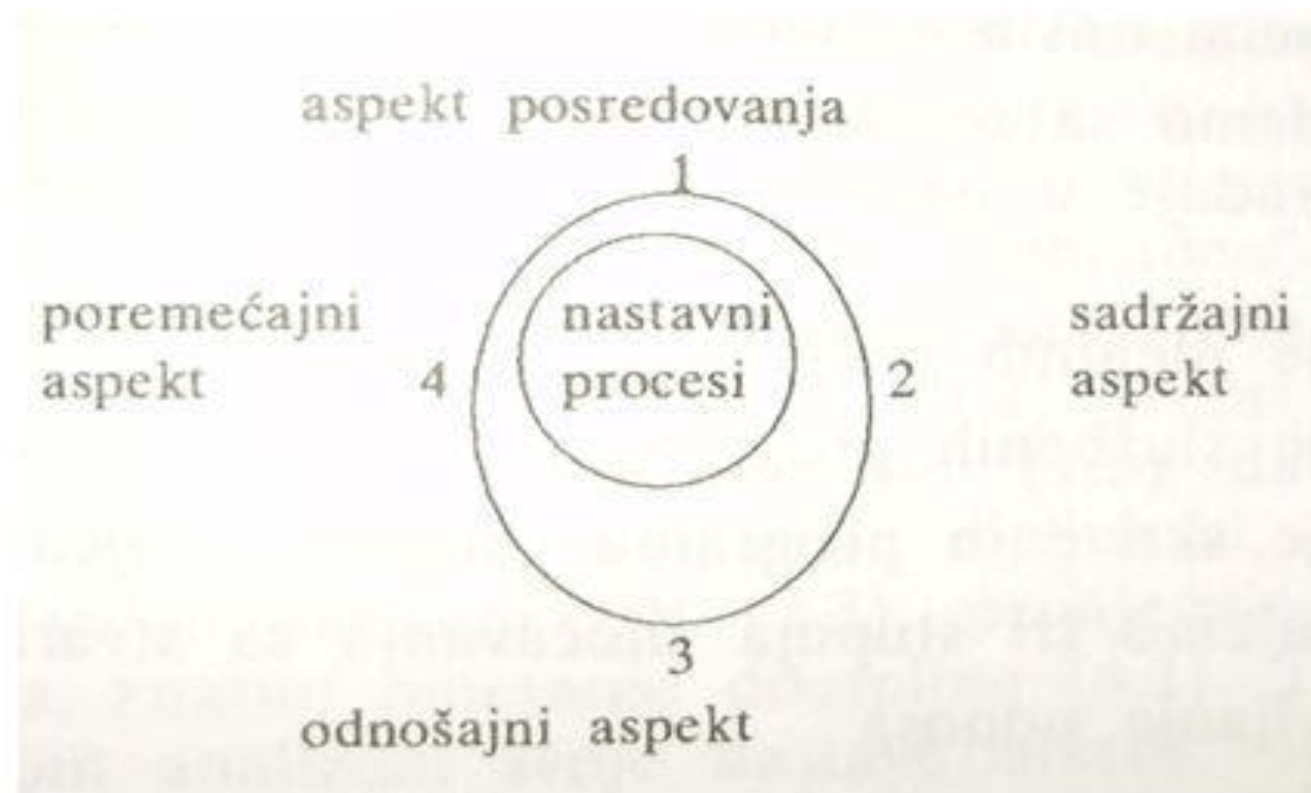 aspekt posredovanja
1
poremećajni
aspekt
4
nastavni
procesi
2
sadržajni
aspekt
3
odnošajni aspekt